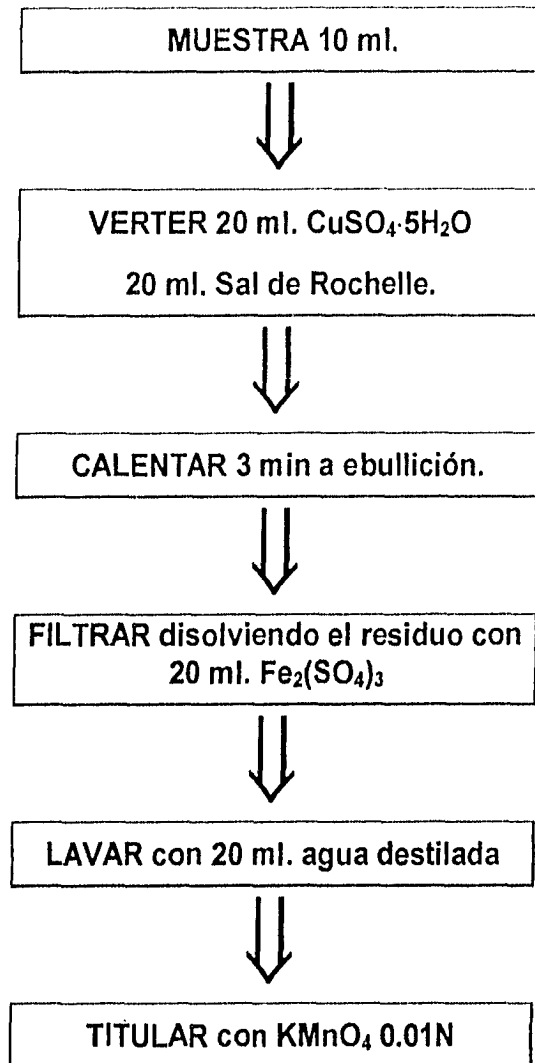 MUESTRA 10 ml.
VERTER 20 ml. CuSO₄·5H₂O
20 ml. Sal de Rochelle.
CALENTAR 3 min a ebullición.
FILTRAR disolviendo el residuo con
20 ml. Fe₂(SO₄)₃
LAVAR con 20 ml. agua destilada
TITULAR con KMnO₄ 0.01N